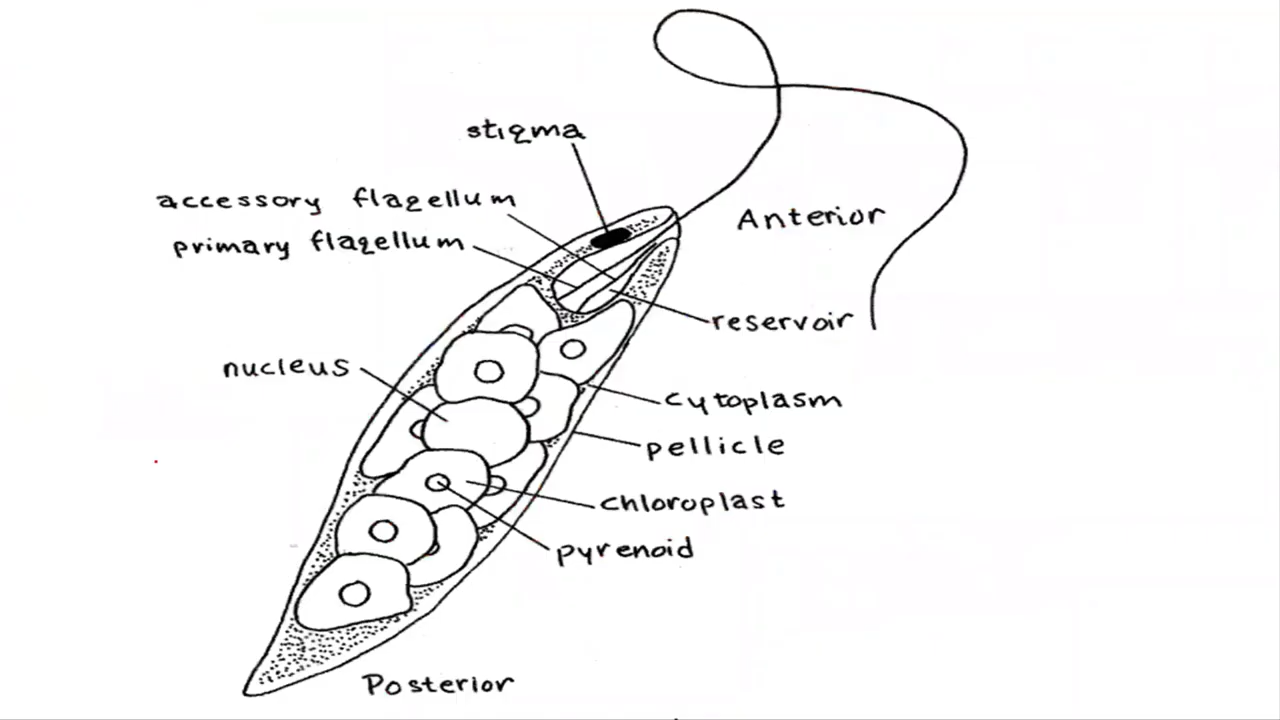 stigma
accessory flagellum
primary flagellum
Anterior
reservoir
nucleus
cytoplasm
pellicle
chloroplast
pyrenoid
Posterior